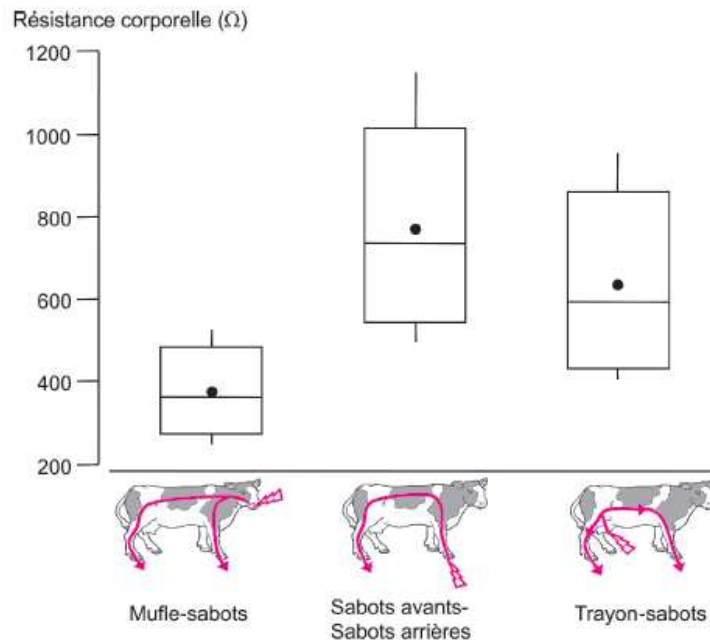 Résistance corporelle (Ω)
1200
1000
800
600
400
200
Mufle-sabots
Sabots avants-
Sabots arrières
Trayon-sabots